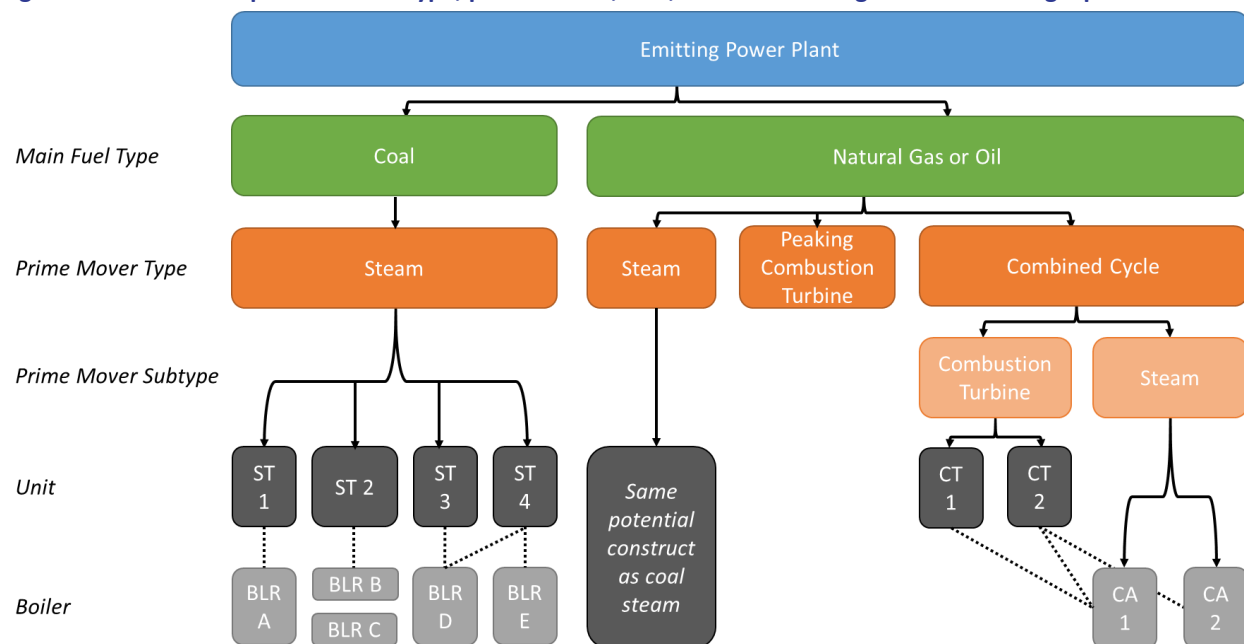 Emitting Power Plant
Main Fuel Type
Coal
Natural Gas or Oil
Prime Mover Type
Steam
Steam
Peaking
Combustion
Turbine
Combined Cycle
Prime Mover Subtype
Combustion
Turbine
Steam
Unit
ST
1
ST 2
ST
3
ST
4
Same
potential
construct
as coal
steam
CT
1
CT
2
Boiler
BLR
A
BLR B
BLR C
BLR
D
BLR
E
CA
1
CA
2